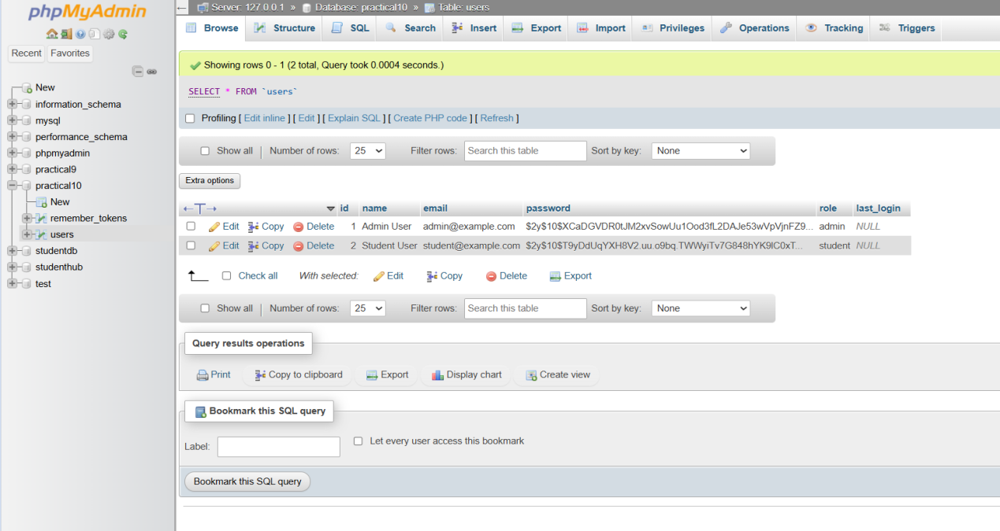 phpMyAdmin
Recent Favorites
New
information_schema
mysql
performance_schema
phpmyadmin
practical9
practical10
New
remember_tokens
users
studentdb
studenthub
test
Server: 127.0.0.1 » Database: practical10 » Table: users
Browse Structure SQL Search Insert Export Import Privileges Operations Tracking Triggers
Showing rows 0 - 1 (2 total, Query took 0.0004 seconds.)
SELECT * FROM `users`
Profiling [ Edit inline ] [ Edit ] [ Explain SQL ] [ Create PHP code ] [ Refresh ]
Show all Number of rows: 25 Filter rows: Search this table Sort by key: None
Extra options
←T→ id name email password role last_login
Edit Copy Delete 1 Admin User admin@example.com $2y$10$XCaDGVDR0tJM2xvSowUu1Ood3fL2DAJe53wVpVjnFZ9... admin NULL
Edit Copy Delete 2 Student User student@example.com $2y$10$T9yDdUqYXH8V2.uu.o9bq.TWWyiTv7G848hYK9lC0xT... student NULL
Check all With selected: Edit Copy Delete Export
Show all Number of rows: 25 Filter rows: Search this table Sort by key: None
Query results operations
Print Copy to clipboard Export Display chart Create view
Bookmark this SQL query
Label: Let every user access this bookmark
Bookmark this SQL query